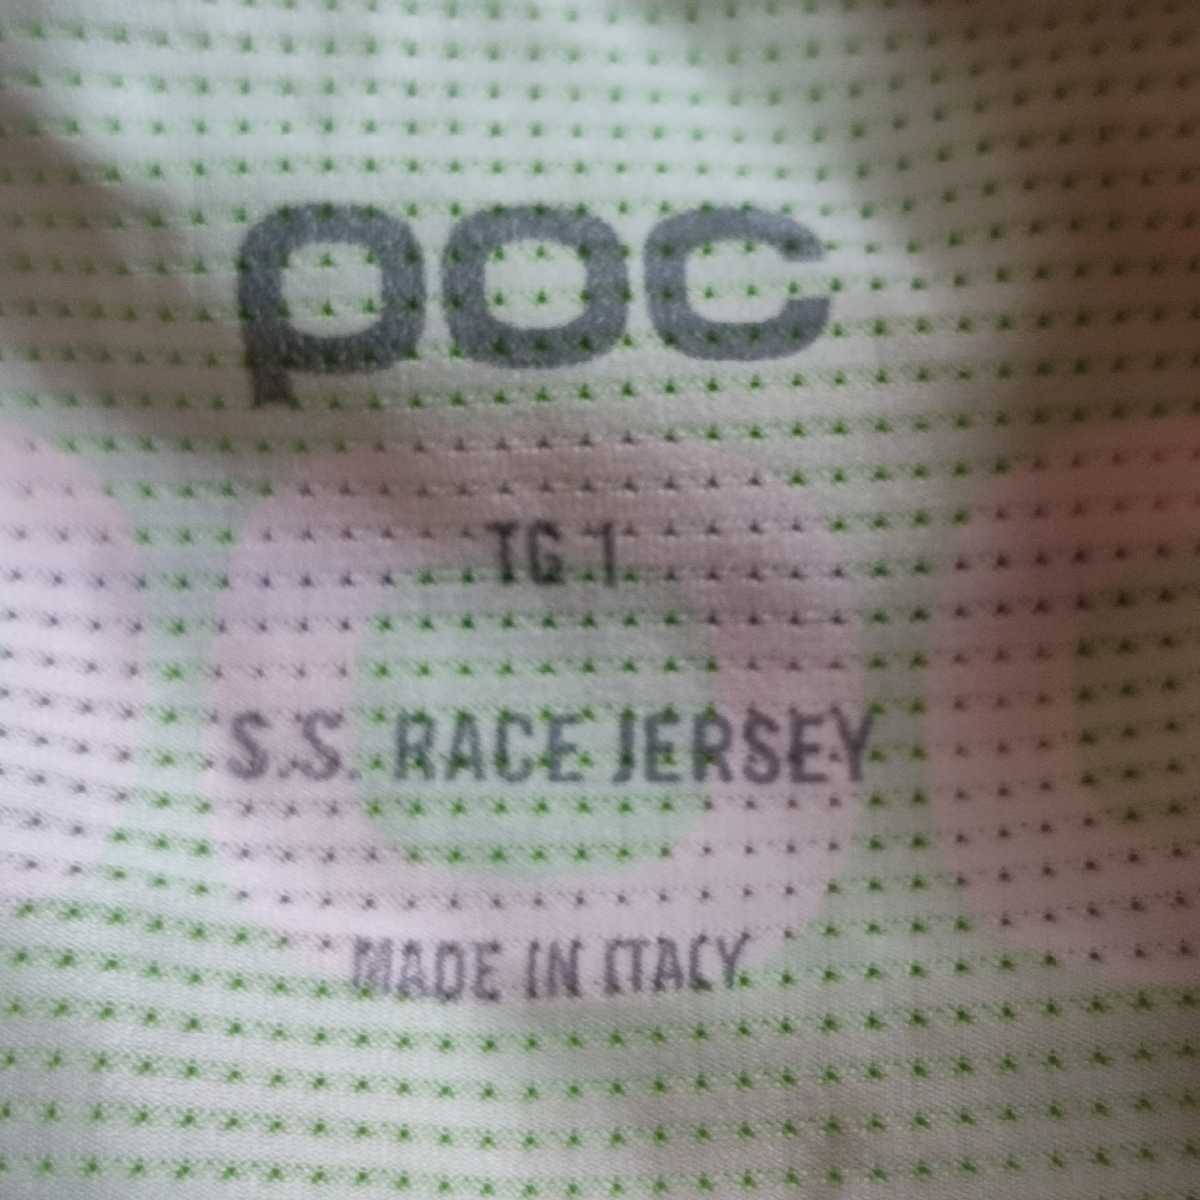 POC
TG 1
S.S. RACE JERSEY
MADE IN ITALY